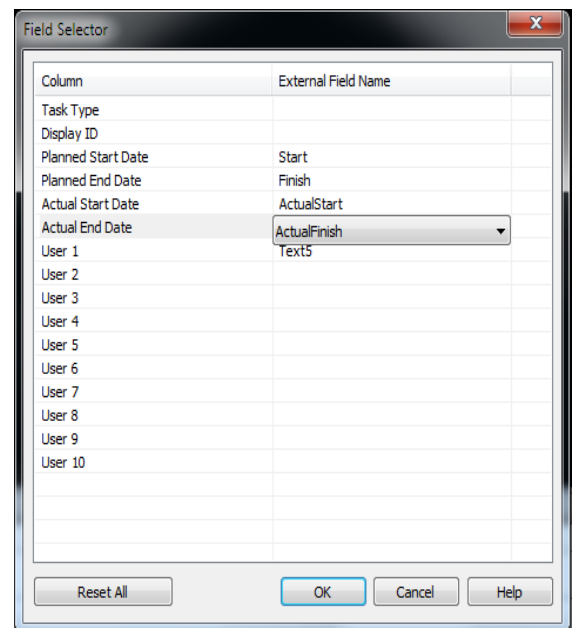 Field Selector
x
Column External Field Name
Task Type
Display ID
Planned Start Date Start
Planned End Date Finish
Actual Start Date ActualStart
Actual End Date ActualFinish
User 1 Text5
User 2
User 3
User 4
User 5
User 6
User 7
User 8
User 9
User 10
Reset All OK Cancel Help